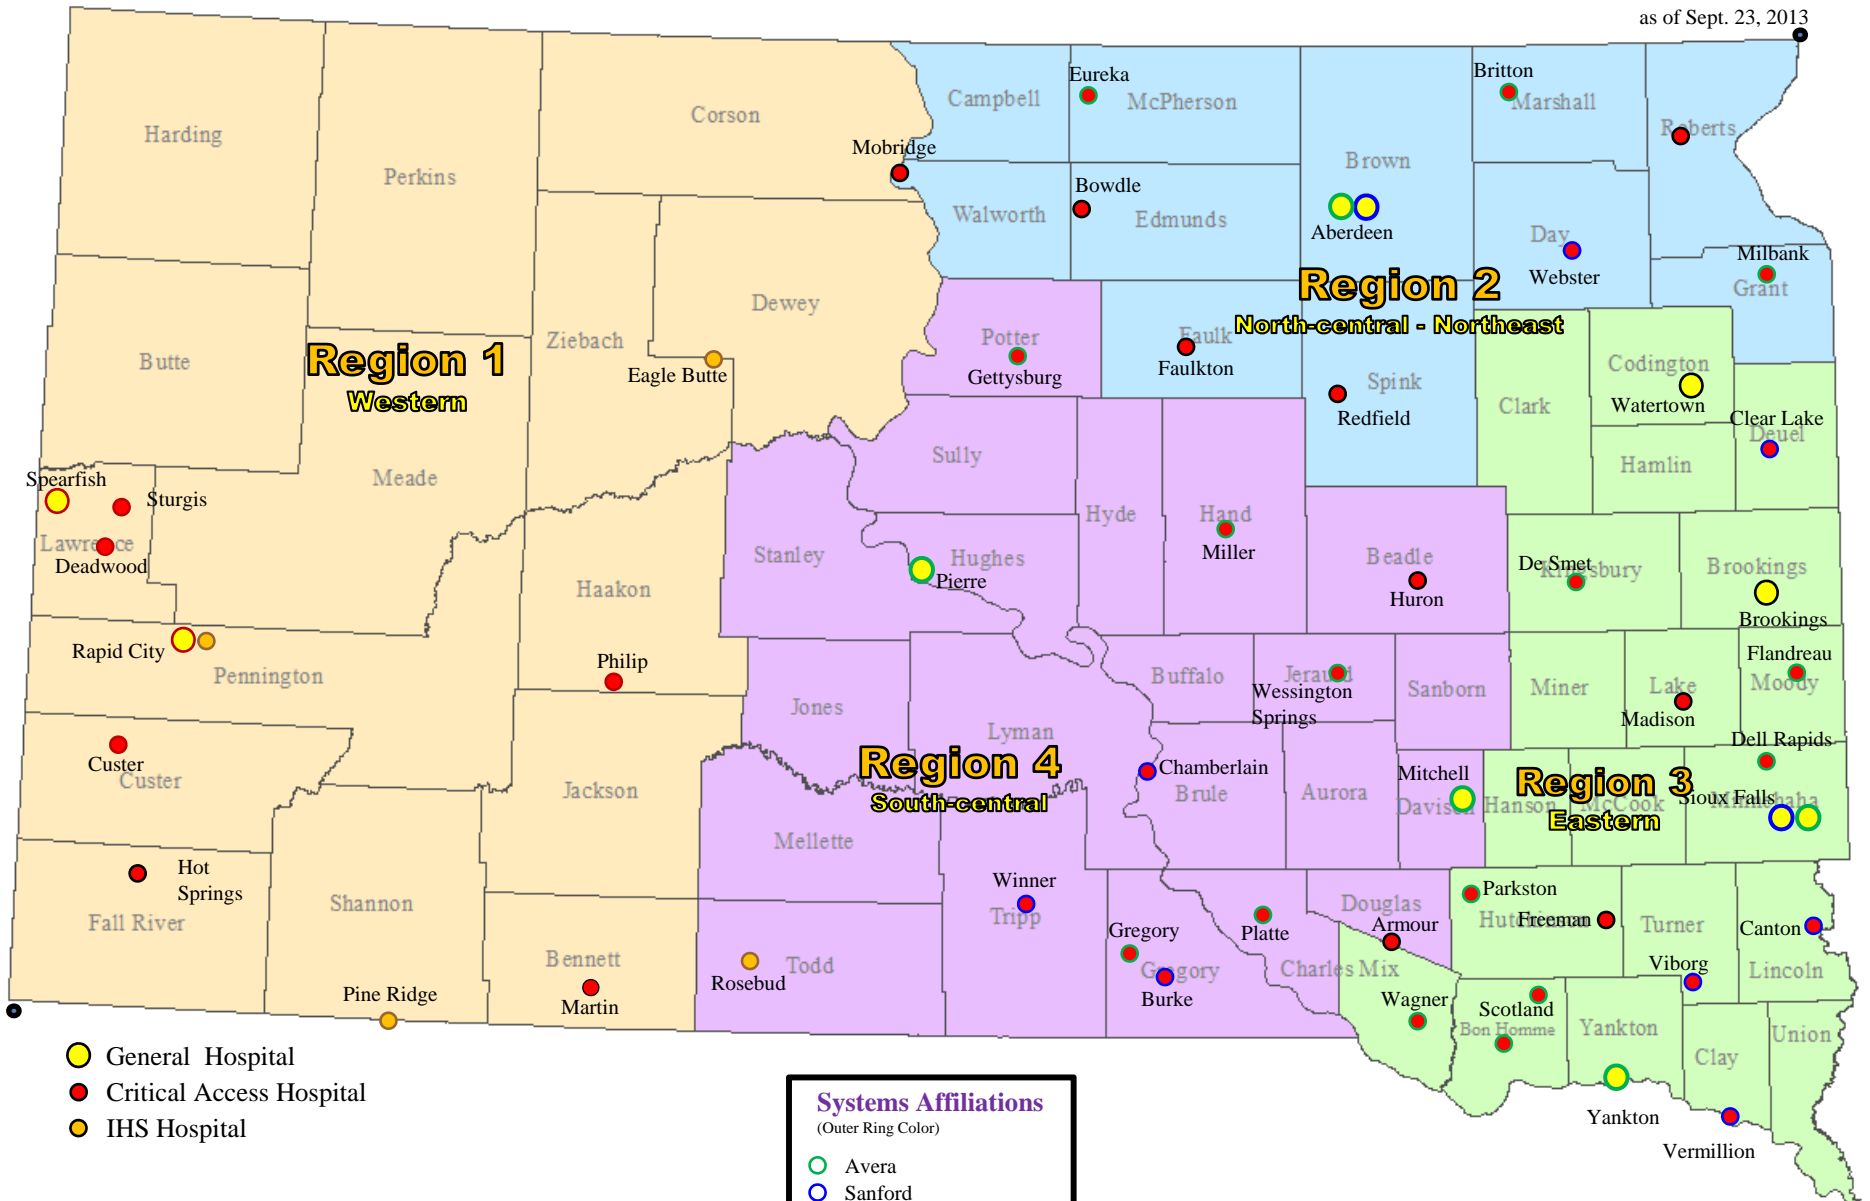 as of Sept. 23, 2013
Harding
Perkins
Corson
Campbell
Eureka
McPherson
Brown
Britton
Marshall
Roberts
Mobridge
Walworth
Bowdle
Edmunds
Aberdeen
Day
Webster
Milbank
Grant
Butte
Region 1
Western
Ziebach
Dewey
Eagle Butte
Potter
Gettysburg
Faulk
Faulkton
Region 2
North-central - Northeast
Spink
Redfield
Clark
Codington
Watertown
Clear Lake
Deuel
Hamlin
Meade
Spearfish
Sturgis
Lawrence
Deadwood
Sully
Stanley
Hughes
Pierre
Hyde
Hand
Miller
Beadle
Huron
De Smet
Kingsbury
Brookings
Brookings
Haakon
Philip
Rapid City
Pennington
Jones
Lyman
Buffalo
Jerauld
Wessington
Springs
Sanborn
Miner
Lake
Madison
Flandreau
Moody
Custer
Custer
Jackson
Region 4
South-central
Chamberlain
Brule
Aurora
Mitchell
Davison
Hanson
McCook
Region 3
Eastern
Dell Rapids
Sioux Falls
Minnehaha
Mellette
Hot
Springs
Fall River
Shannon
Bennett
Martin
Pine Ridge
Rosebud
Todd
Winner
Tripp
Gregory
Gregory
Burke
Platte
Charles Mix
Douglas
Armour
Wagner
Parkston
Hutchinson
Freeman
Turner
Canton
Lincoln
Viborg
Scotland
Bon Homme
Yankton
Clay
Union
Yankton
Vermillion
General Hospital
Critical Access Hospital
IHS Hospital
Systems Affiliations
(Outer Ring Color)
Avera
Sanford